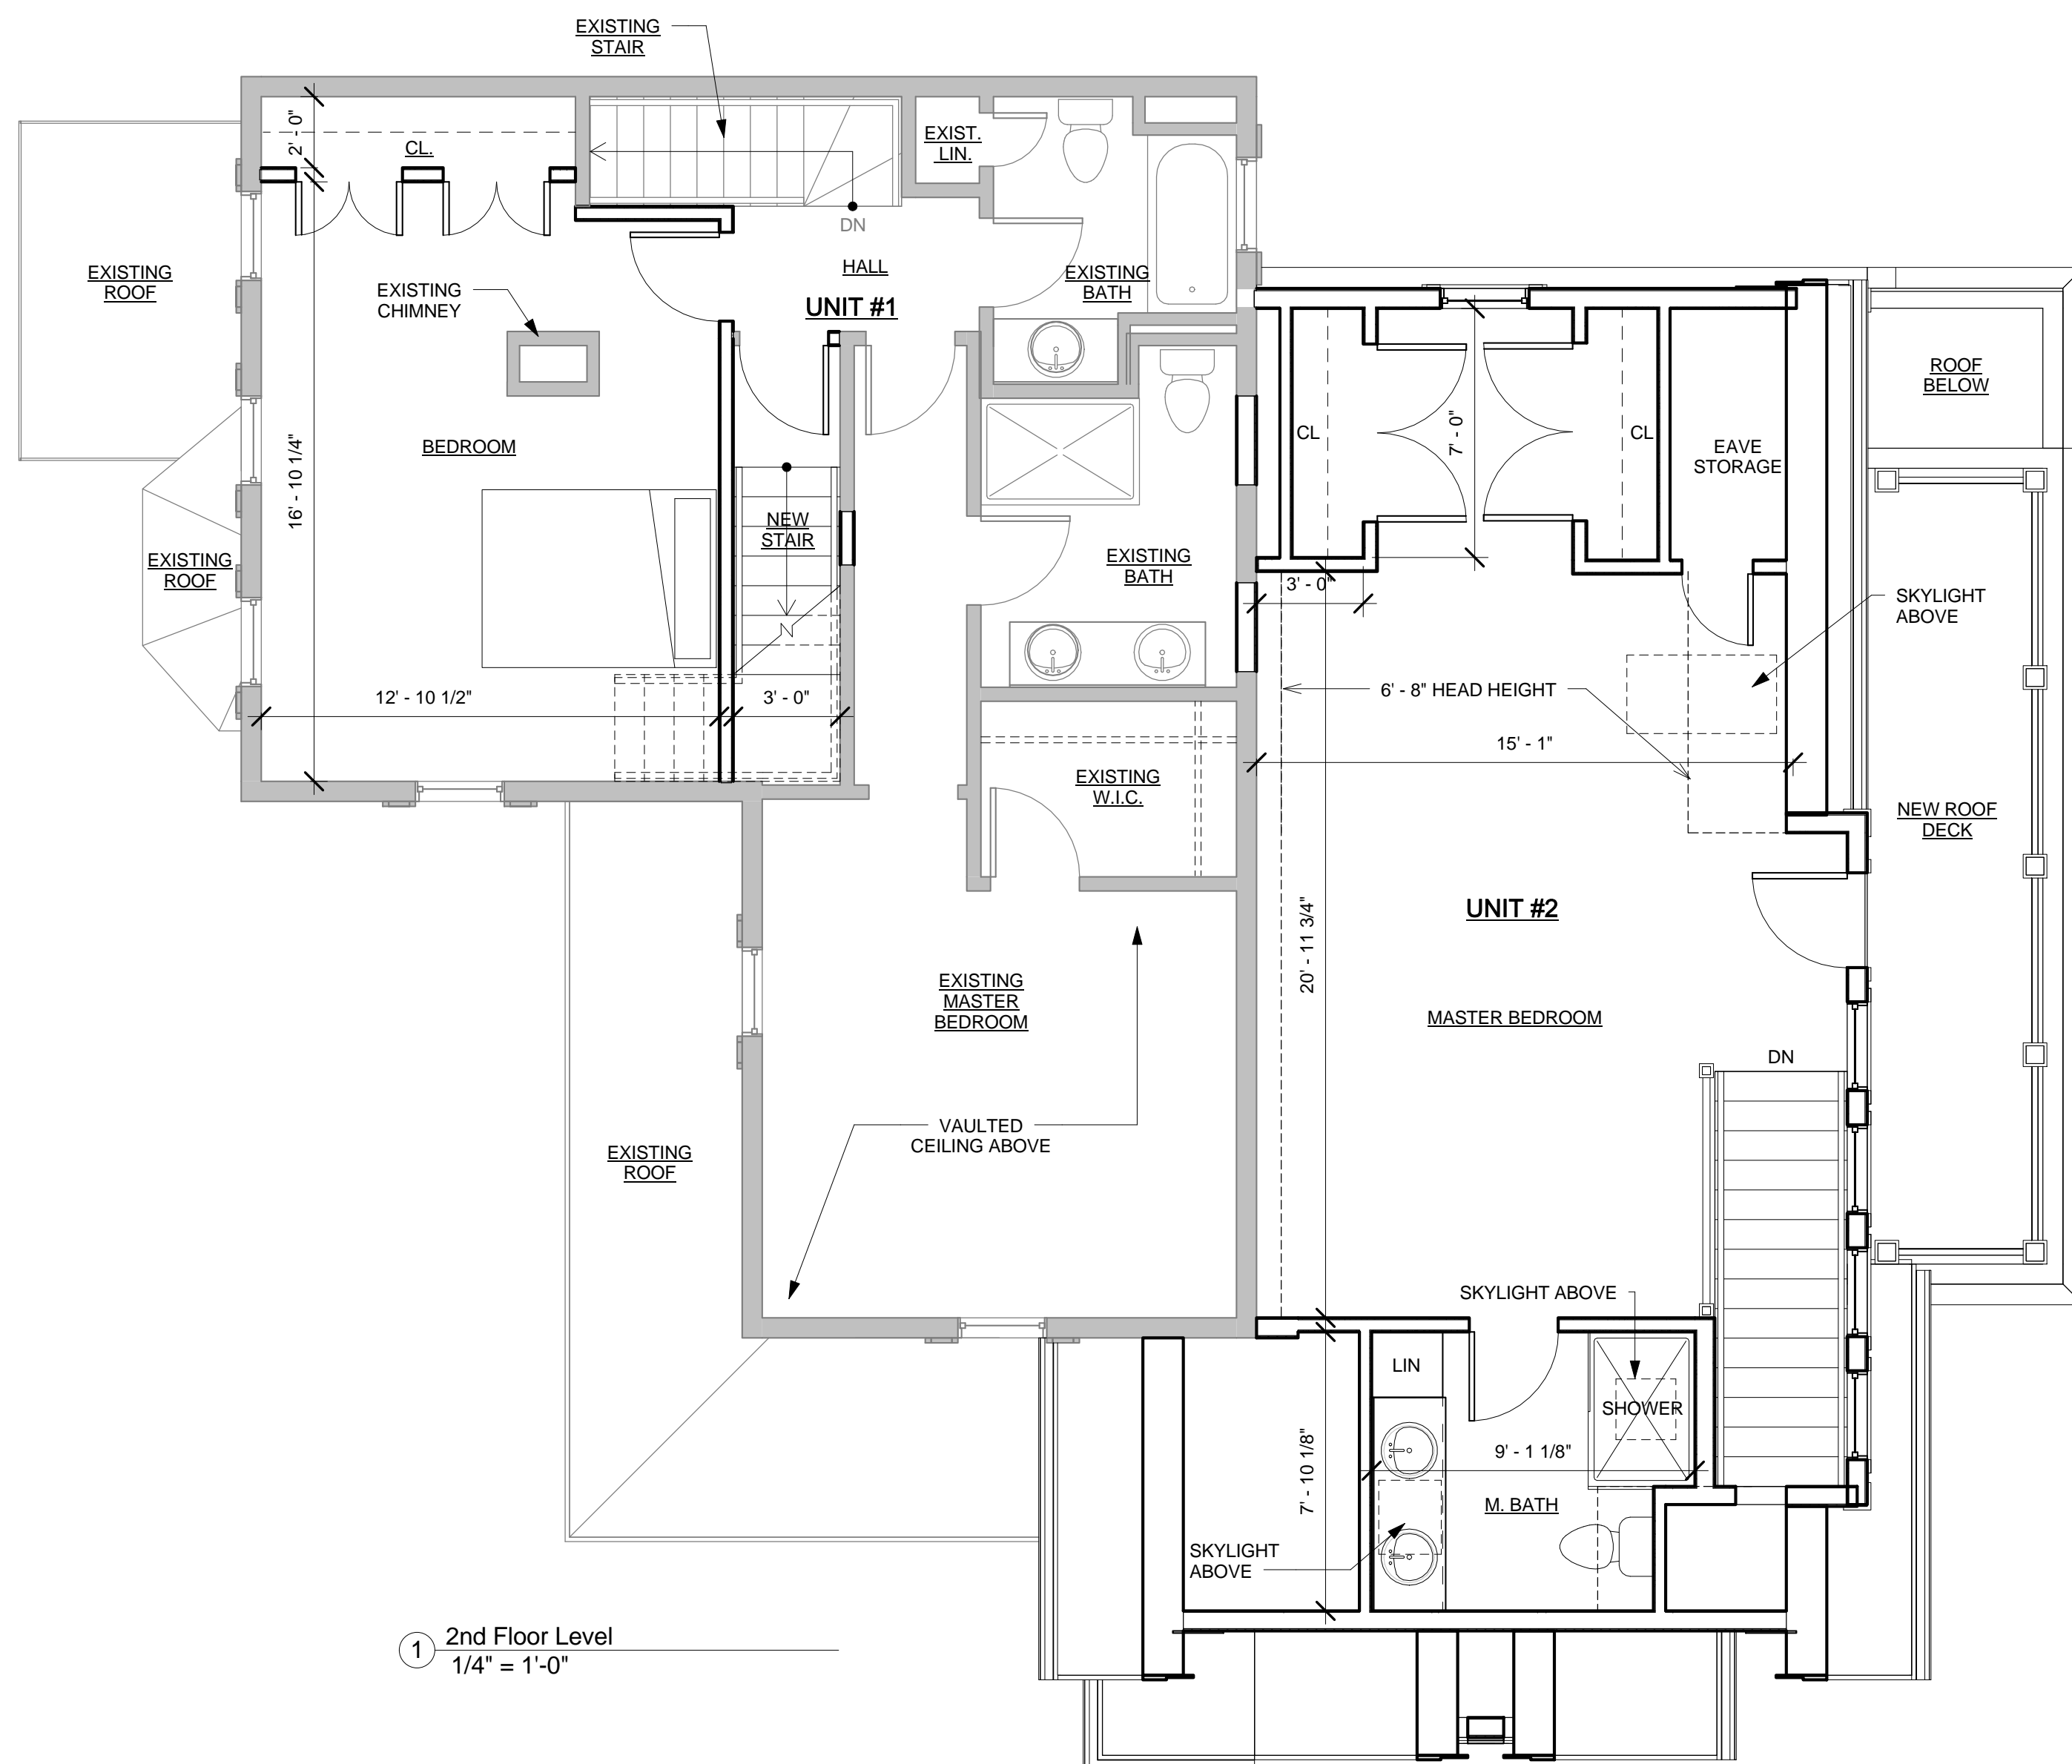 EXISTING
STAIR
2' - 0"
CL.
EXIST.
LIN.
DN
HALL
UNIT #1
EXISTING
BATH
EXISTING
ROOF
EXISTING
CHIMNEY
BEDROOM
16' - 10 1/4"
NEW
STAIR
EXISTING
ROOF
EXISTING
BATH
12' - 10 1/2"
3' - 0"
EXISTING
W.I.C.
CL
7' - 0"
CL
EAVE
STORAGE
ROOF
BELOW
3' - 0"
SKYLIGHT
ABOVE
6' - 8" HEAD HEIGHT
15' - 1"
NEW ROOF
DECK
UNIT #2
20' - 11 3/4"
EXISTING
MASTER
BEDROOM
MASTER BEDROOM
DN
VAULTED
CEILING ABOVE
EXISTING
ROOF
SKYLIGHT ABOVE
LIN
SHOWER
9' - 1 1/8"
7' - 10 1/8"
M. BATH
SKYLIGHT
ABOVE
1
2nd Floor Level
1/4" = 1'-0"